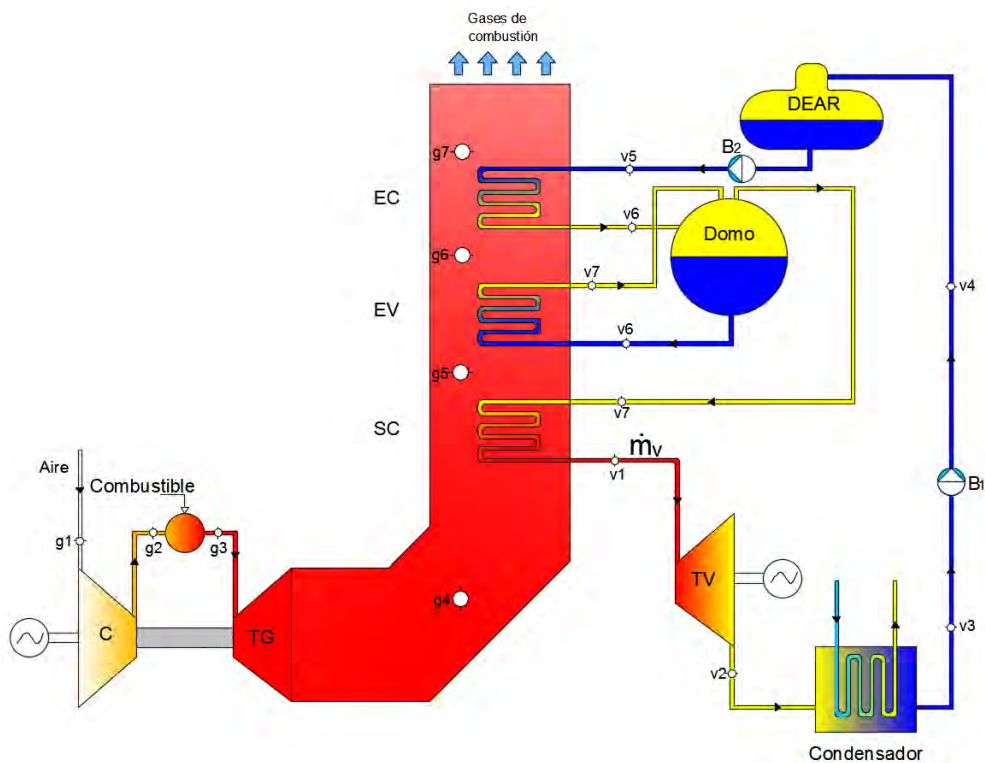 Gases de
combustión
DEAR
g7
v5
B2
EC
v6
Domo
g6
v7
EV
v4
v6
g5
v7
SC
ṁv
Aire
v1
Combustible
B1
g1
g2
g3
TV
g4
C
TG
v3
v2
Condensador